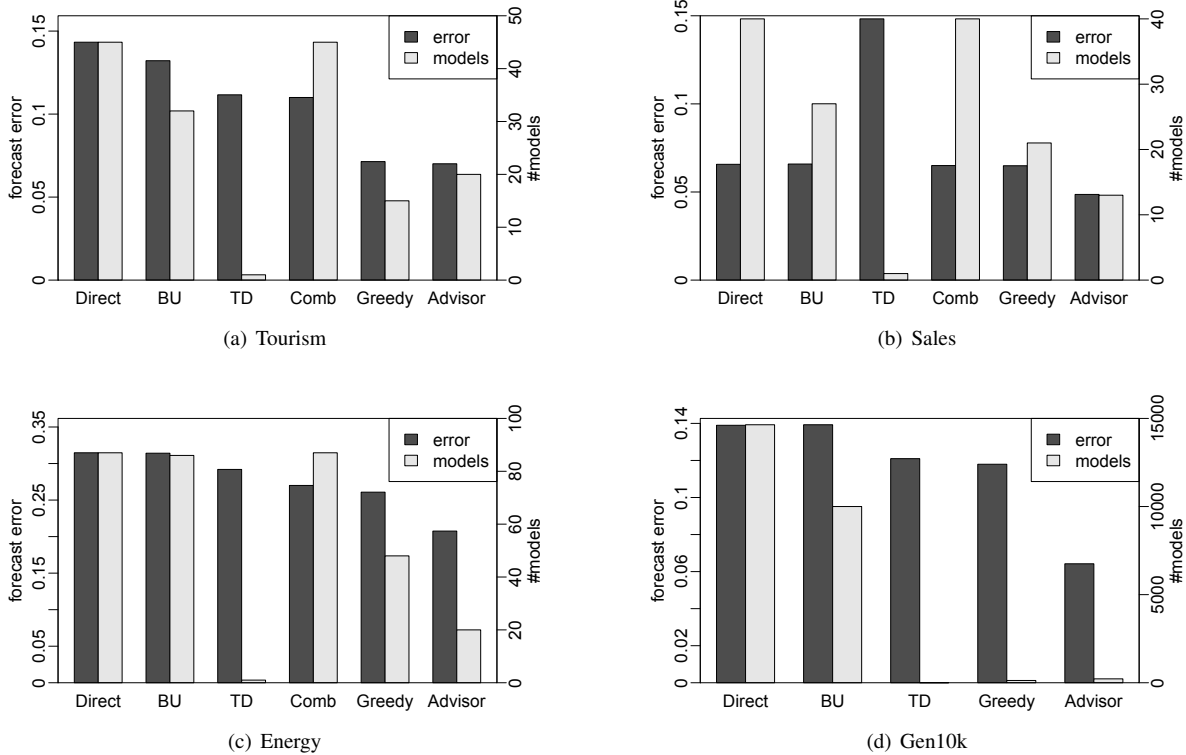 0 0.05 0.1 0.15
forecast error
error
models
0 10 20 30 40 50
#models
Direct BU TD Comb Greedy Advisor
(a) Tourism
0 0.05 0.1 0.15
forecast error
error
models
0 10 20 30 40
#models
Direct BU TD Comb Greedy Advisor
(b) Sales
0 0.05 0.15 0.25 0.35
forecast error
error
models
0 20 40 60 80 100
#models
Direct BU TD Comb Greedy Advisor
(c) Energy
0 0.02 0.06 0.1 0.14
forecast error
error
models
0 5000 10000 15000
#models
Direct BU TD Greedy Advisor
(d) Gen10k